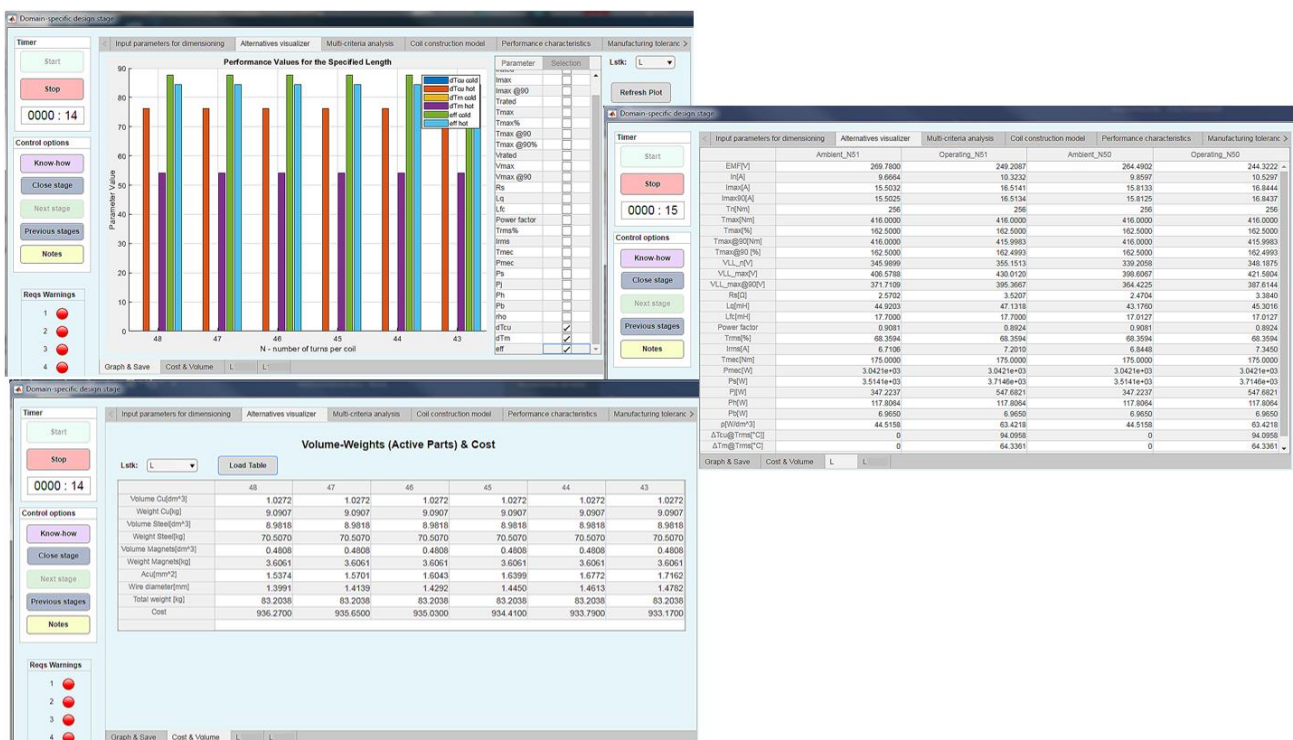 Domain-specific design stage
Timer
Start
Stop
0000 : 14
Control options
Know-how
Close stage
Next stage
Previous stages
Notes
Reqs Warnings
1
2
3
4
Input parameters for dimensioning Alternatives visualizer Multi-criteria analysis Coil construction model Performance characteristics Manufacturing toleranc
Performance Values for the Specified Length
Parameter Value
90
80
70
60
50
40
30
20
10
0
48 47 46 45 44 43
N - number of turns per coil
dTcu cold
dTcu hot
dTm cold
dTm hot
eff cold
eff hot
Parameter Selection
Imax
Imax @90
Trated
Tmax
Tmax%
Tmax @90
Tmax @90%
Vrated
Vmax
Vmax @90
Rs
Lq
Lfc
Power factor
Trms%
Irms
Tmec
Pmec
Ps
Pj
Ph
Pb
rho
dTcu
dTm
eff
Lstk: L
Refresh Plot
Graph & Save Cost & Volume L L
Domain-specific design stage
Timer
Start
Stop
0000 : 15
Control options
Know-how
Close stage
Next stage
Previous stages
Notes
Input parameters for dimensioning Alternatives visualizer Multi-criteria analysis Coil construction model Performance characteristics Manufacturing toleranc
Ambient_N51 Operating_N51 Ambient_N50 Operating_N50
EMF[V] 269.7800 249.2087 264.4902 244.3222
In[A] 9.6664 10.3232 9.8597 10.5297
Imax[A] 15.5032 16.5141 15.8133 16.8444
Imax90[A] 15.5025 16.5134 15.8125 16.8437
Tn[Nm] 256 256 256 256
Tmax[Nm] 416.0000 416.0000 416.0000 416.0000
Tmax[%] 162.5000 162.5000 162.5000 162.5000
Tmax@90[Nm] 416.0000 415.9983 416.0000 415.9983
Tmax@90 [%] 162.5000 162.4993 162.5000 162.4993
VLL_n[V] 345.9899 355.1513 339.2058 348.1875
VLL_max[V] 406.5788 430.0120 398.6067 421.5804
VLL_max@90[V] 371.7109 395.3667 364.4225 387.6144
Rs[Ω] 2.5702 3.5207 2.4704 3.3840
Lq[mH] 44.9203 47.1318 43.1760 45.3016
Lfc[mH] 17.7000 17.7000 17.0127 17.0127
Power factor 0.9081 0.8924 0.9081 0.8924
Trms[%] 68.3594 68.3594 68.3594 68.3594
Irms[A] 6.7106 7.2010 6.8448 7.3450
Tmec[Nm] 175.0000 175.0000 175.0000 175.0000
Pmec[W] 3.0421e+03 3.0421e+03 3.0421e+03 3.0421e+03
Ps[W] 3.5141e+03 3.7146e+03 3.5141e+03 3.7146e+03
Pj[W] 347.2237 547.6821 347.2237 547.6821
Ph[W] 117.8064 117.8064 117.8064 117.8064
Pb[W] 6.9650 6.9650 6.9650 6.9650
p[W/dm^3] 44.5158 63.4218 44.5158 63.4218
ΔTcu@Trms[°C]] 0 94.0958 0 94.0958
ΔTm@Trms[°C] 0 64.3361 0 64.3361
Graph & Save Cost & Volume L L
Domain-specific design stage
Timer
Start
Stop
0000 : 14
Control options
Know-how
Close stage
Next stage
Previous stages
Notes
Reqs Warnings
1
2
3
4
Input parameters for dimensioning Alternatives visualizer Multi-criteria analysis Coil construction model Performance characteristics Manufacturing toleranc
Volume-Weights (Active Parts) & Cost
Lstk: L Load Table
48 47 46 45 44 43
Volume Cu[dm^3] 1.0272 1.0272 1.0272 1.0272 1.0272 1.0272
Weight Cu[kg] 9.0907 9.0907 9.0907 9.0907 9.0907 9.0907
Volume Steel[dm^3] 8.9818 8.9818 8.9818 8.9818 8.9818 8.9818
Weight Steel[kg] 70.5070 70.5070 70.5070 70.5070 70.5070 70.5070
Volume Magnets[dm^3] 0.4808 0.4808 0.4808 0.4808 0.4808 0.4808
Weight Magnets[kg] 3.6061 3.6061 3.6061 3.6061 3.6061 3.6061
Acu[mm^2] 1.5374 1.5701 1.6043 1.6399 1.6772 1.7162
Wire diameter[mm] 1.3991 1.4139 1.4292 1.4450 1.4613 1.4782
Total weight [kg] 83.2038 83.2038 83.2038 83.2038 83.2038 83.2038
Cost 936.2700 935.6500 935.0300 934.4100 933.7900 933.1700
Graph & Save Cost & Volume L L